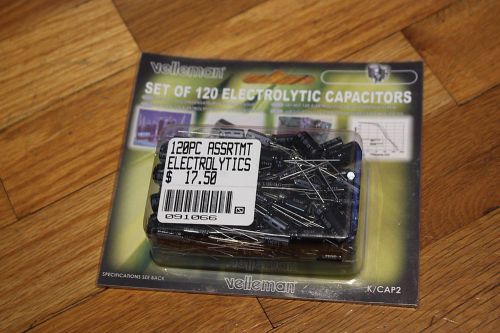 velleman
SET OF 120 ELECTROLYTIC CAPACITORS
120PC ASSRTMT
ELECTROLYTICS
$ 17.50
091066
SPECIFICATIONS SEE BACK
velleman
K/CAP2